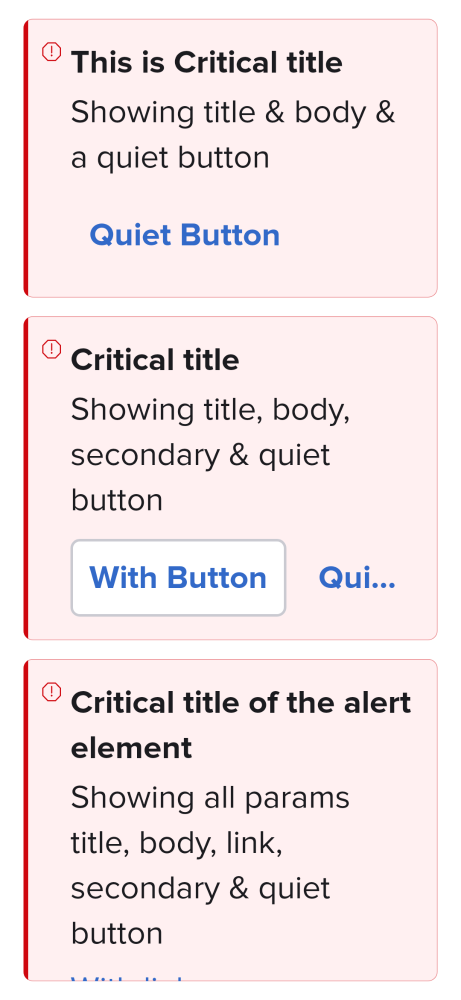 This is Critical title
Showing title & body &
a quiet button
Quiet Button
Critical title
Showing title, body,
secondary & quiet
button
With Button Qui...
Critical title of the alert
element
Showing all params
title, body, link,
secondary & quiet
button